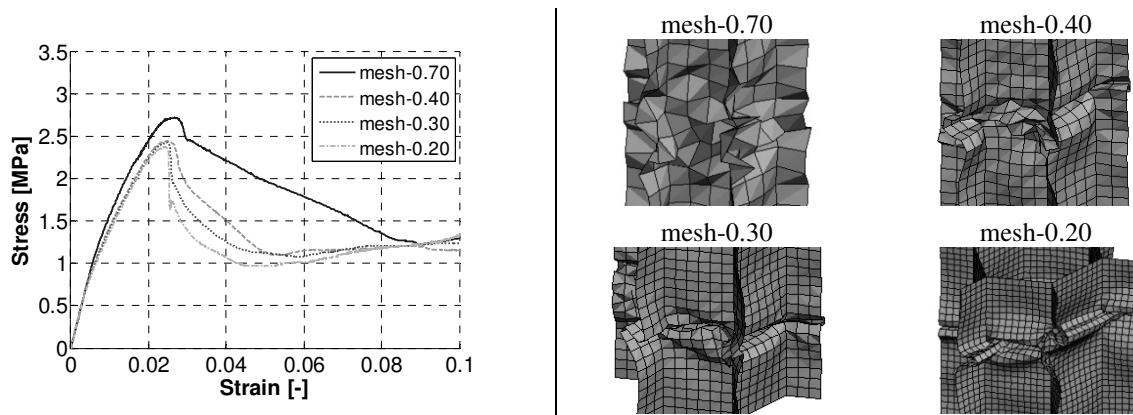 3.5
3
2.5
2
1.5
1
0.5
0
Stress [MPa]
0 0.02 0.04 0.06 0.08 0.1
Strain [-]
mesh-0.70
mesh-0.40
mesh-0.30
mesh-0.20
mesh-0.70 mesh-0.40
mesh-0.30 mesh-0.20